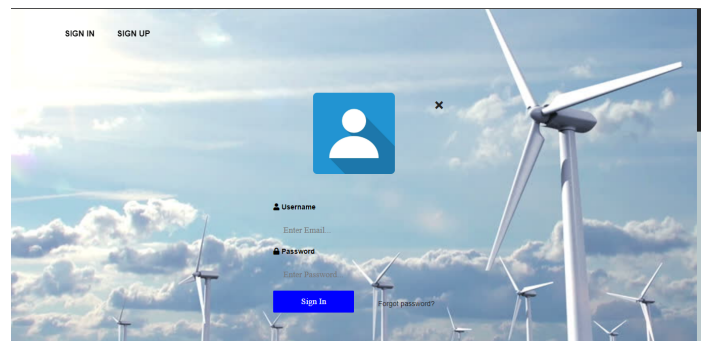 SIGN IN SIGN UP
Username
Enter Email...
Password
Enter Password...
Sign In Forgot password?